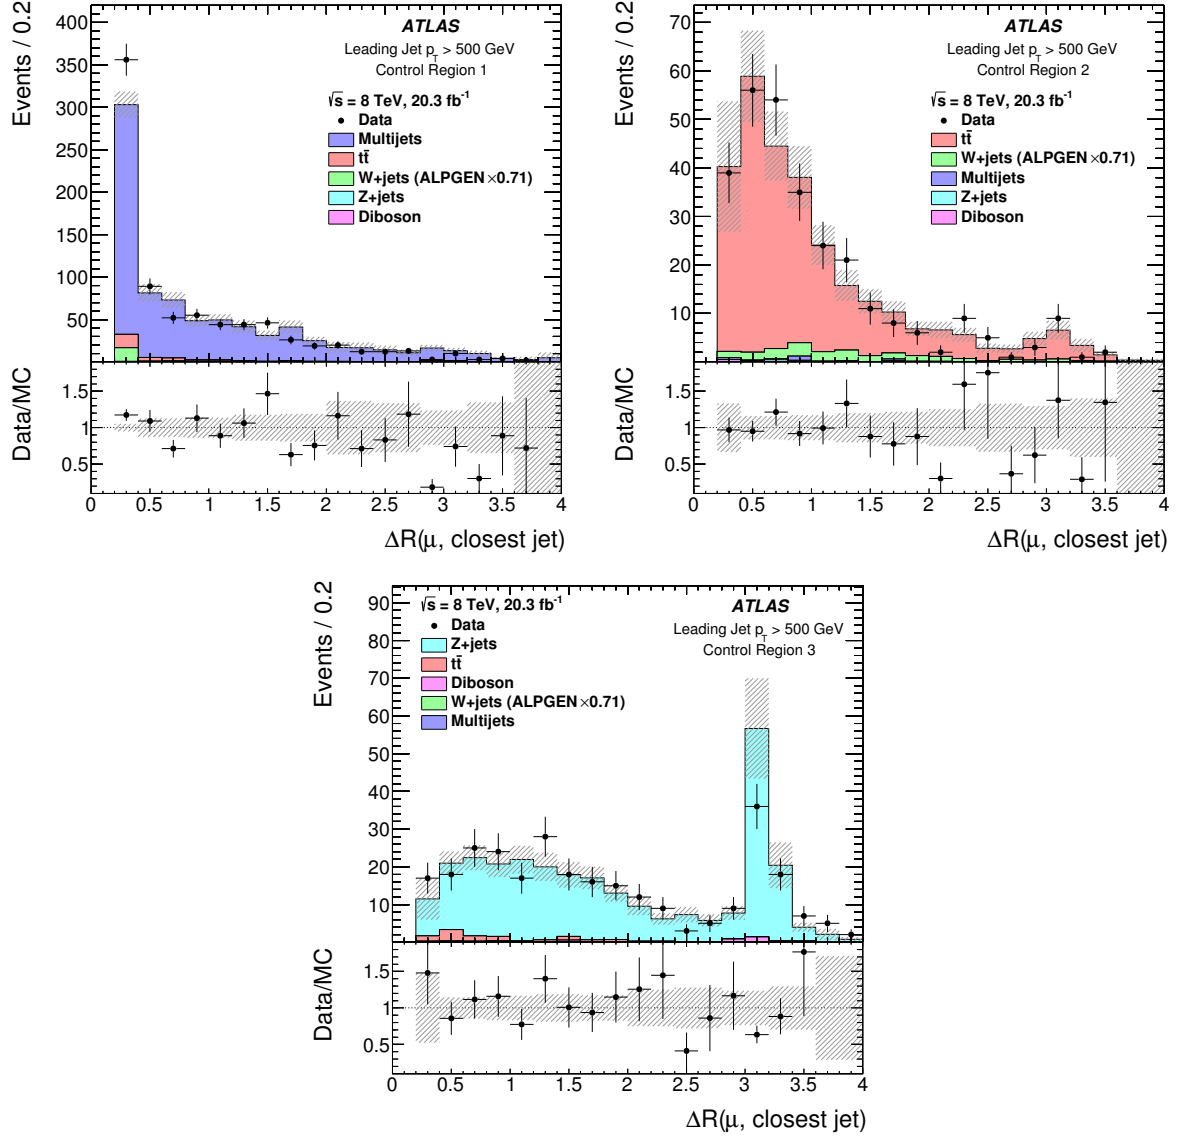 Events / 0.2
400
350
300
250
200
150
100
50
ATLAS
Leading Jet p_T > 500 GeV
Control Region 1
√s = 8 TeV, 20.3 fb⁻¹
Data
Multijets
tt̄
W+jets (ALPGEN×0.71)
Z+jets
Diboson
Data/MC
1.5
1
0.5
0 0.5 1 1.5 2 2.5 3 3.5 4
ΔR(μ, closest jet)
Events / 0.2
70
60
50
40
30
20
10
ATLAS
Leading Jet p_T > 500 GeV
Control Region 2
√s = 8 TeV, 20.3 fb⁻¹
Data
tt̄
W+jets (ALPGEN×0.71)
Multijets
Z+jets
Diboson
Data/MC
1.5
1
0.5
0 0.5 1 1.5 2 2.5 3 3.5 4
ΔR(μ, closest jet)
Events / 0.2
90
80
70
60
50
40
30
20
10
√s = 8 TeV, 20.3 fb⁻¹
Data
Z+jets
tt̄
Diboson
W+jets (ALPGEN×0.71)
Multijets
ATLAS
Leading Jet p_T > 500 GeV
Control Region 3
Data/MC
1.5
1
0.5
0 0.5 1 1.5 2 2.5 3 3.5 4
ΔR(μ, closest jet)